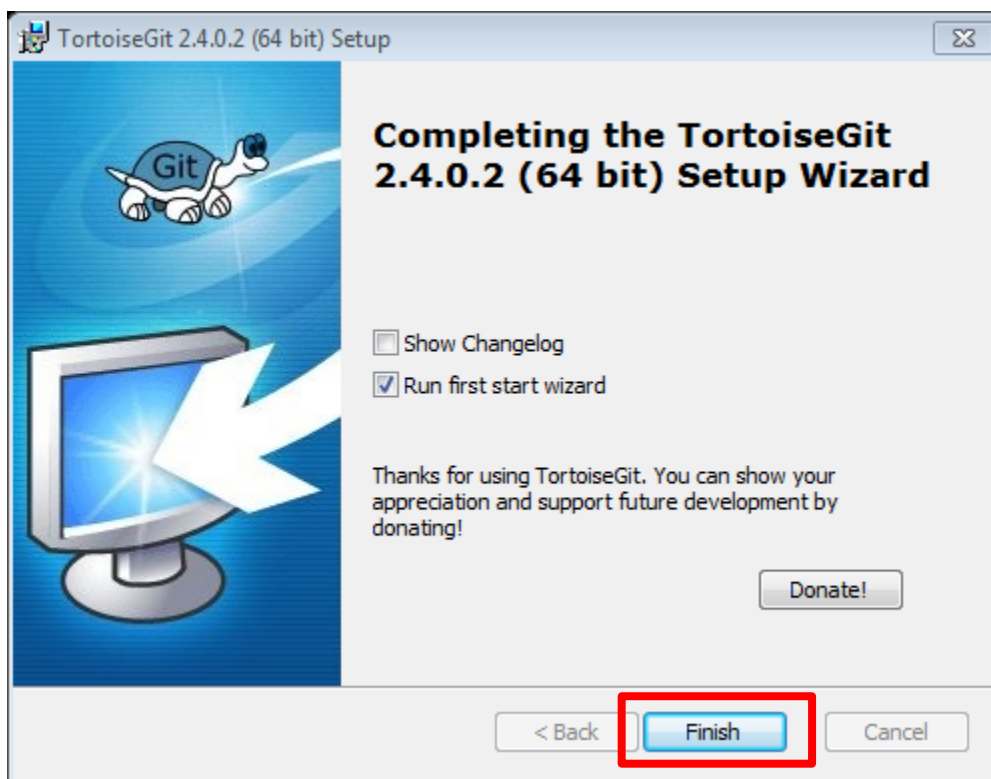 TortoiseGit 2.4.0.2 (64 bit) Setup
Git
Completing the TortoiseGit
2.4.0.2 (64 bit) Setup Wizard
Show Changelog
Run first start wizard
Thanks for using TortoiseGit. You can show your
appreciation and support future development by
donating!
Donate!
< Back
Finish
Cancel